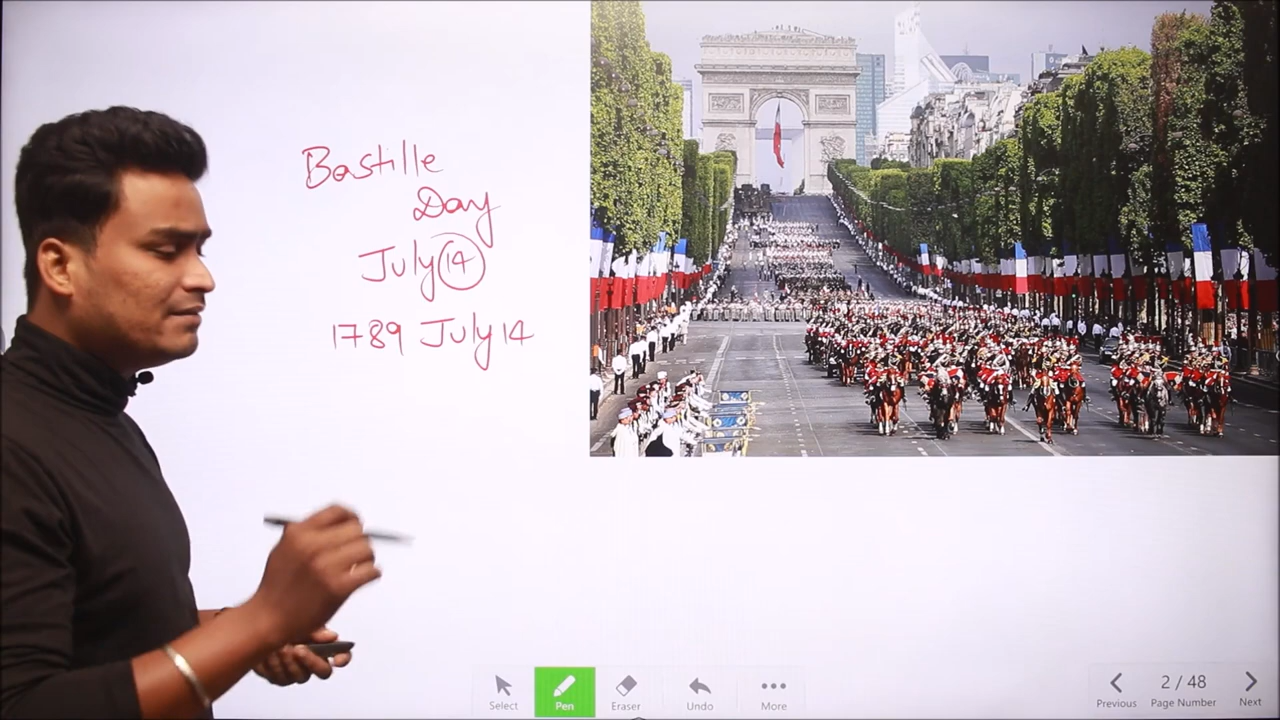 Bastille
Day
July 14
1789 July 14
Select
Pen
Eraser
Undo
More
Previous
2 / 48
Page Number
Next